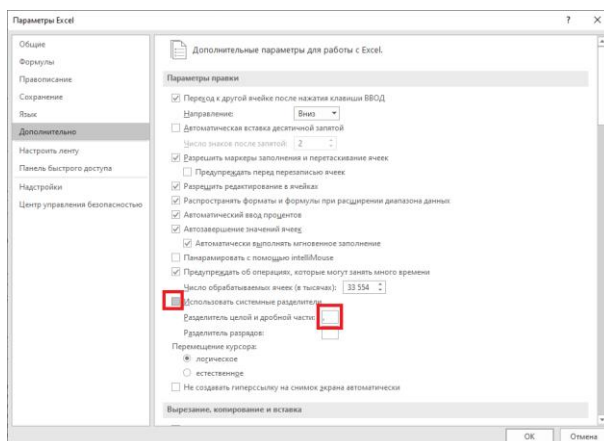 Параметры Excel
? ×
Общие
Формулы
Правописание
Сохранение
Язык
Дополнительно
Настроить ленту
Панель быстрого доступа
Надстройки
Центр управления безопасностью
Дополнительные параметры для работы с Excel.
Параметры правки
Переход к другой ячейке после нажатия клавиши ВВОД
Направление: Вниз
Автоматическая вставка десятичной запятой
Число знаков после запятой: 2
Разрешить маркеры заполнения и перетаскивание ячеек
Предупреждать перед перезаписью ячеек
Разрешить редактирование в ячейках
Распространять форматы и формулы при расширении диапазона данных
Автоматический ввод процентов
Автозавершение значений ячеек
Автоматически выполнять мгновенное заполнение
Панорамировать с помощью IntelliMouse
Предупреждать об операциях, которые могут занять много времени
Число обрабатываемых ячеек (в тысячах): 33 554
Использовать системные разделители
Разделитель целой и дробной части:
Разделитель разрядов:
Перемещение курсора:
логическое
естественное
Не создавать гиперссылку на снимок экрана автоматически
Вырезание, копирование и вставка
ОК Отмена